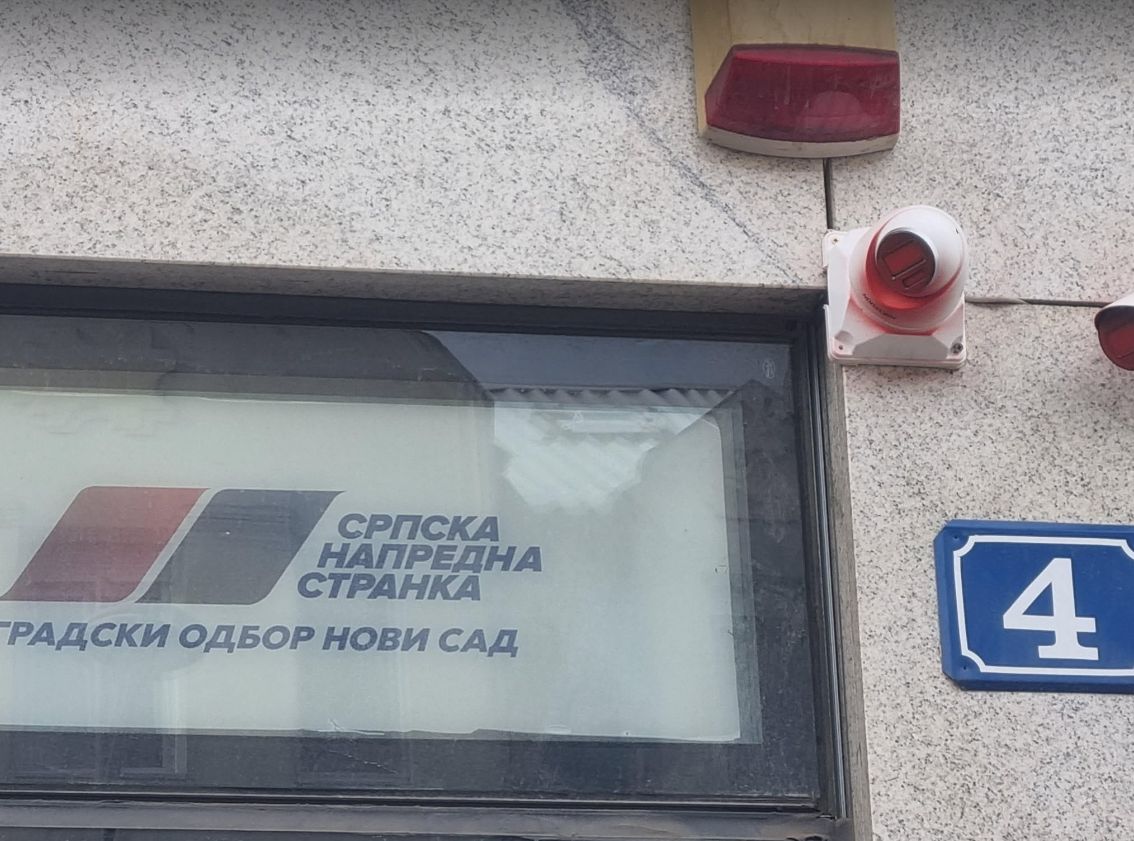 СРПСКА
НАПРЕДНА
СТРАНКА
ГРАДСКИ ОДБОР НОВИ САД
4